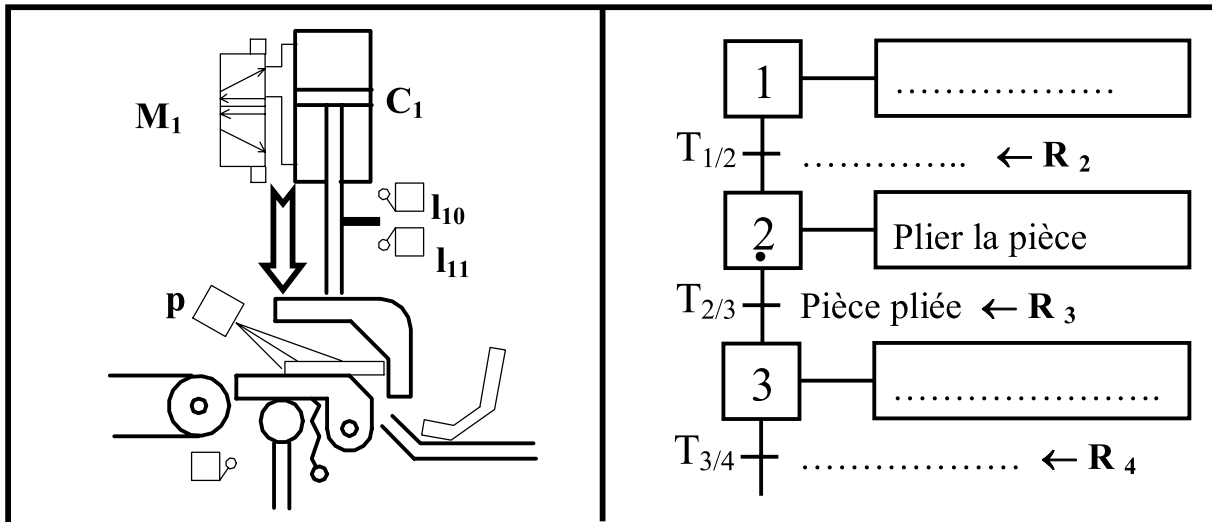 M₁
C₁
l₁₀
l₁₁
p
1
………………
T₁/₂ ………….. ← R ₂
2
Plier la pièce
T₂/₃ Pièce pliée ← R ₃
3
………………….
T₃/₄ ……………… ← R ₄